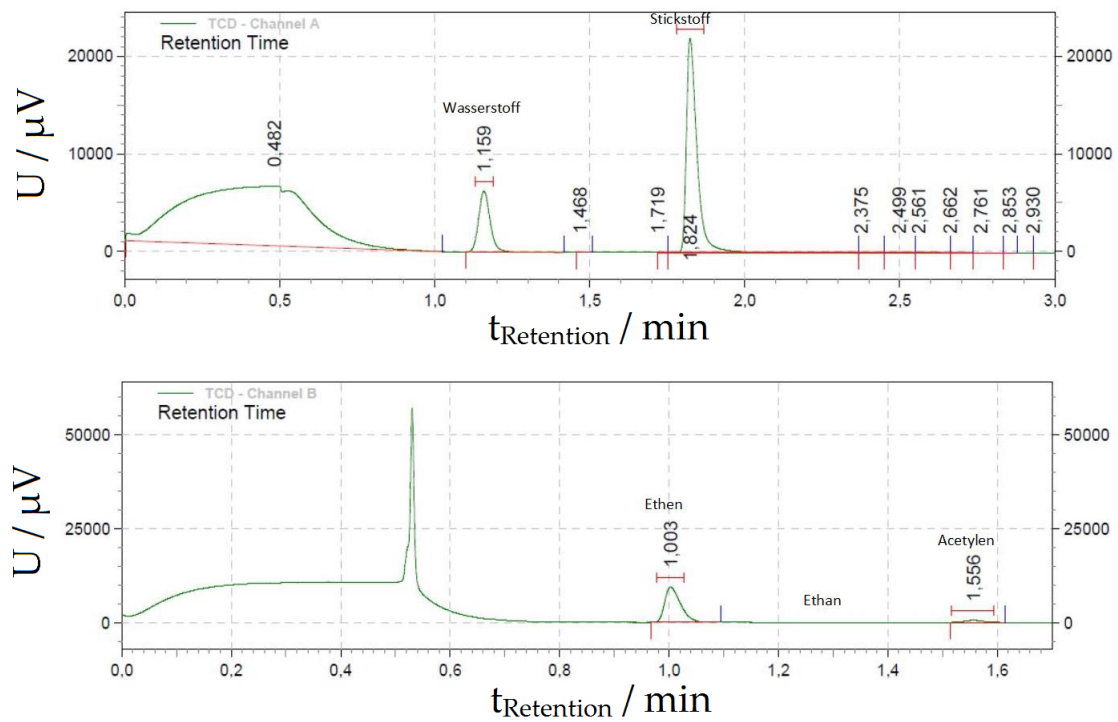 TCD - Channel A
Retention Time
Stickstoff
Wasserstoff
U / µV
20000
10000
0
20000
10000
0
0.482
1,159
1,468
1,719
1,824
2,375
2,499
2,561
2,662
2,761
2,853
2,930
0,0 0,5 1,0 1,5 2,0 2,5 3,0
tRetention / min
TCD - Channel B
Retention Time
U / µV
50000
25000
0
50000
25000
0
Ethen
1,003
Ethan
Acetylen
1,556
0,0 0,2 0,4 0,6 0,8 1,0 1,2 1,4 1,6
tRetention / min